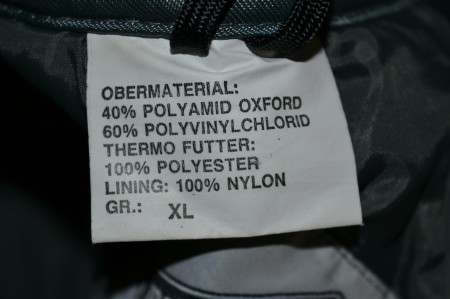 OBERMATERIAL:
40% POLYAMID OXFORD
60% POLYVINYLCHLORID
THERMO FUTTER:
100% POLYESTER
LINING: 100% NYLON
GR.: XL